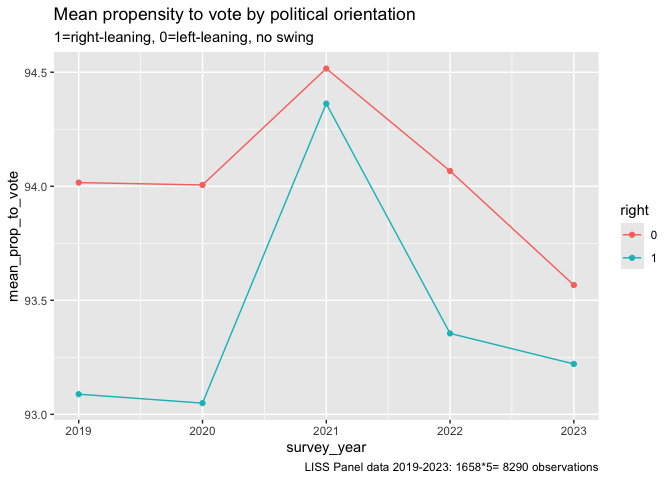 Mean propensity to vote by political orientation
1=right-leaning, 0=left-leaning, no swing
94.5
94.0
93.5
93.0
mean_prop_to_vote
2019 2020 2021 2022 2023
survey_year
right
0
1
LISS Panel data 2019-2023: 1658*5= 8290 observations